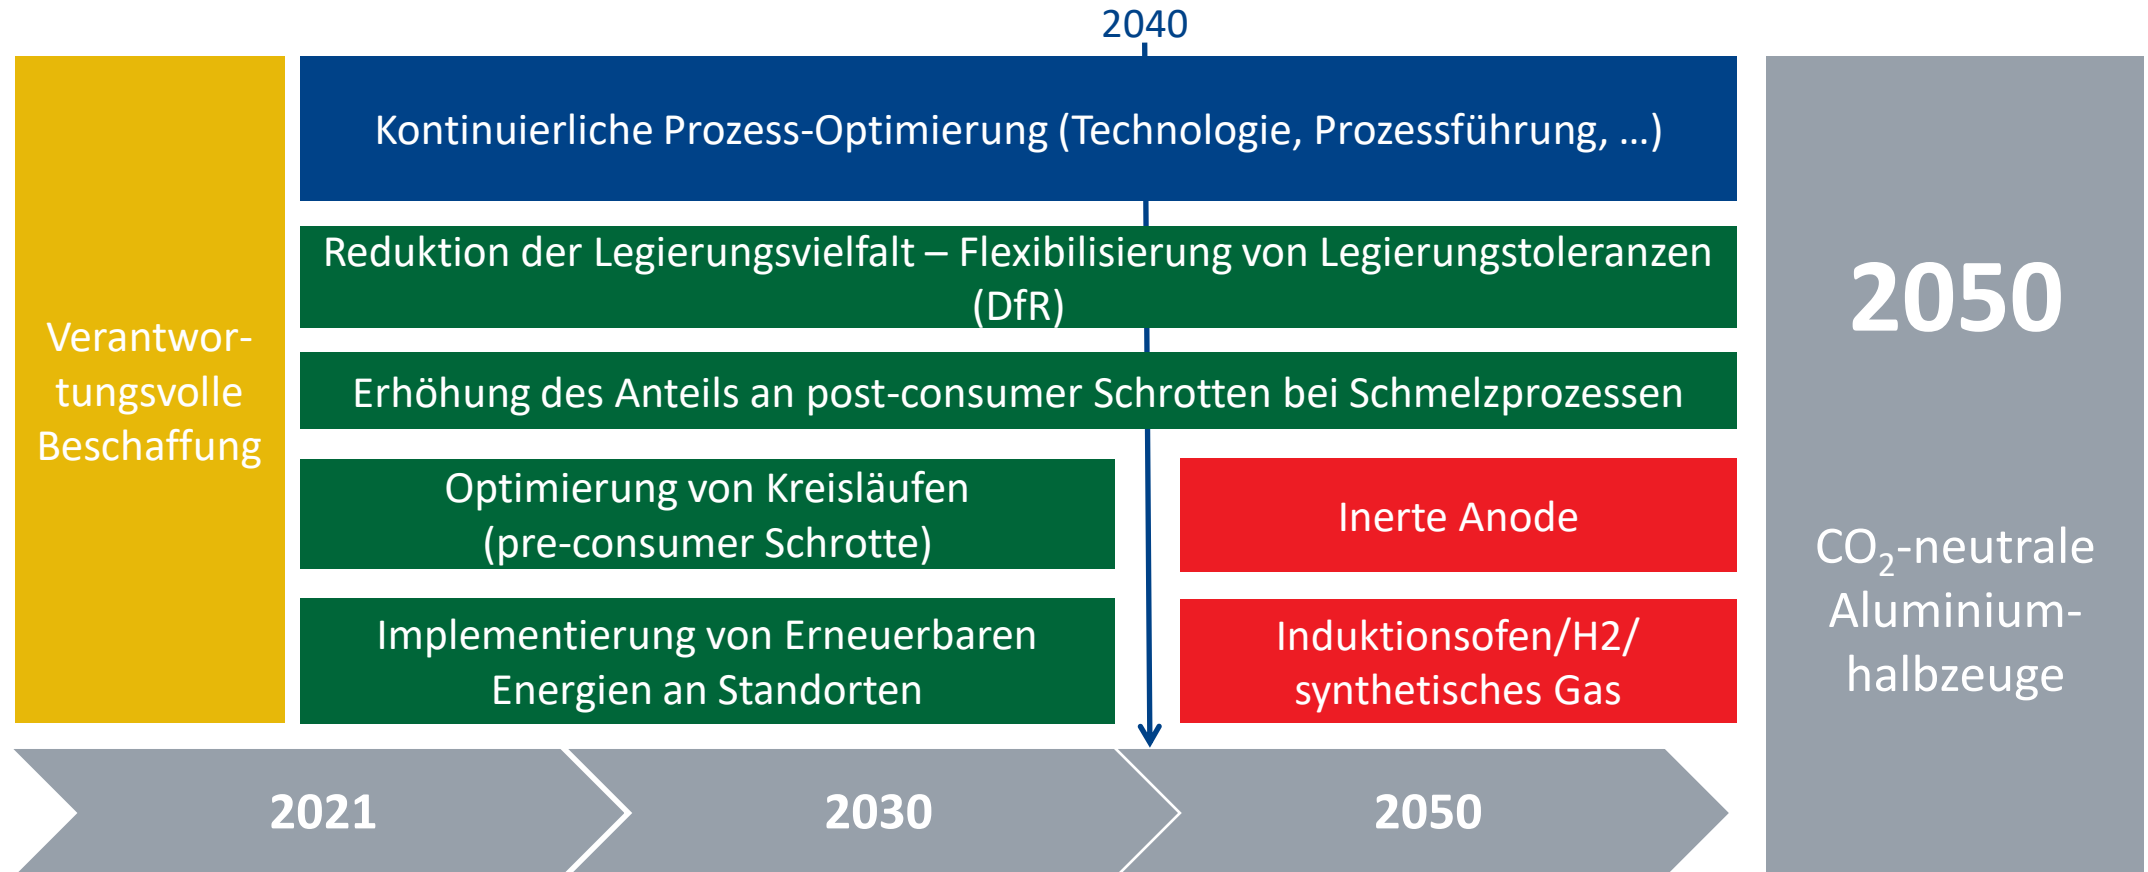 2040
Verantwor-
tungsvolle
Beschaffung
Kontinuierliche Prozess-Optimierung (Technologie, Prozessführung, …)
Reduktion der Legierungsvielfalt – Flexibilisierung von Legierungstoleranzen
(DfR)
Erhöhung des Anteils an post-consumer Schrotten bei Schmelzprozessen
Optimierung von Kreisläufen
(pre-consumer Schrotte)
Inerte Anode
Implementierung von Erneuerbaren
Energien an Standorten
Induktionsofen/H2/
synthetisches Gas
2050
CO₂-neutrale
Aluminium-
halbzeuge
2021
2030
2050